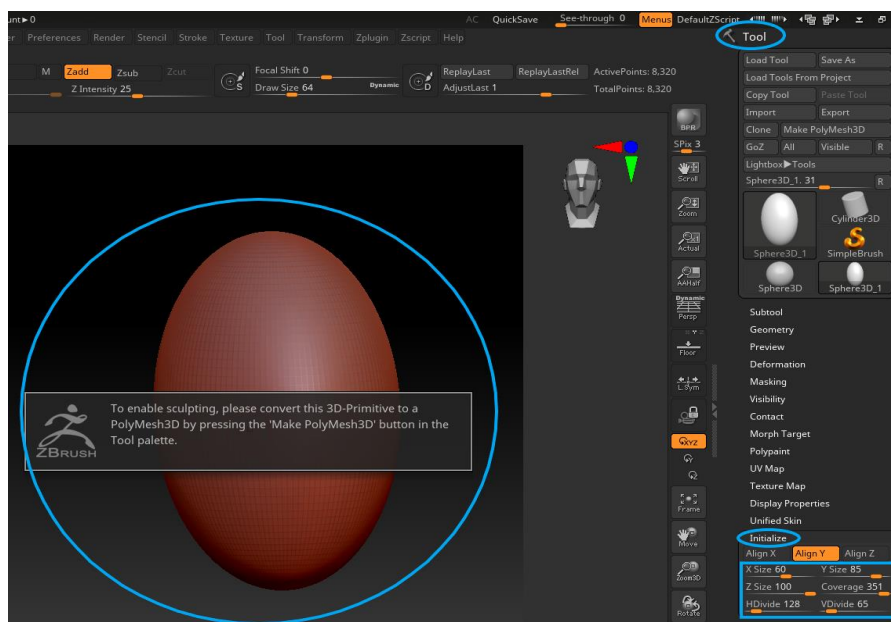 unt▶0 AC QuickSave See-through 0 Menus DefaultZScript
er Preferences Render Stencil Stroke Texture Tool Transform Zplugin Zscript Help
M Zadd Zsub Zcut
Z Intensity 25
S
Focal Shift 0
Draw Size 64 Dynamic
D
ReplayLast ReplayLastRel ActivePoints: 8,320
AdjustLast 1 TotalPoints: 8,320
BPR
SPix 3
Scroll
Zoom
Actual
AAHalf
Dynamic
Persp
Floor
L.Sym
XYZ
Y
Z
Frame
Move
Zoom3D
Rotate
To enable sculpting, please convert this 3D-Primitive to a
PolyMesh3D by pressing the 'Make PolyMesh3D' button in the
Tool palette.
ZBRUSH
Tool
Load Tool Save As
Load Tools From Project
Copy Tool Paste Tool
Import Export
Clone Make PolyMesh3D
GoZ All Visible R
Lightbox▶Tools
Sphere3D_1. 31 R
Cylinder3D
Sphere3D_1 SimpleBrush
Sphere3D Sphere3D_1
Subtool
Geometry
Preview
Deformation
Masking
Visibility
Contact
Morph Target
Polypaint
UV Map
Texture Map
Display Properties
Unified Skin
Initialize
Align X Align Y Align Z
X Size 60 Y Size 85
Z Size 100 Coverage 351
HDivide 128 VDivide 65